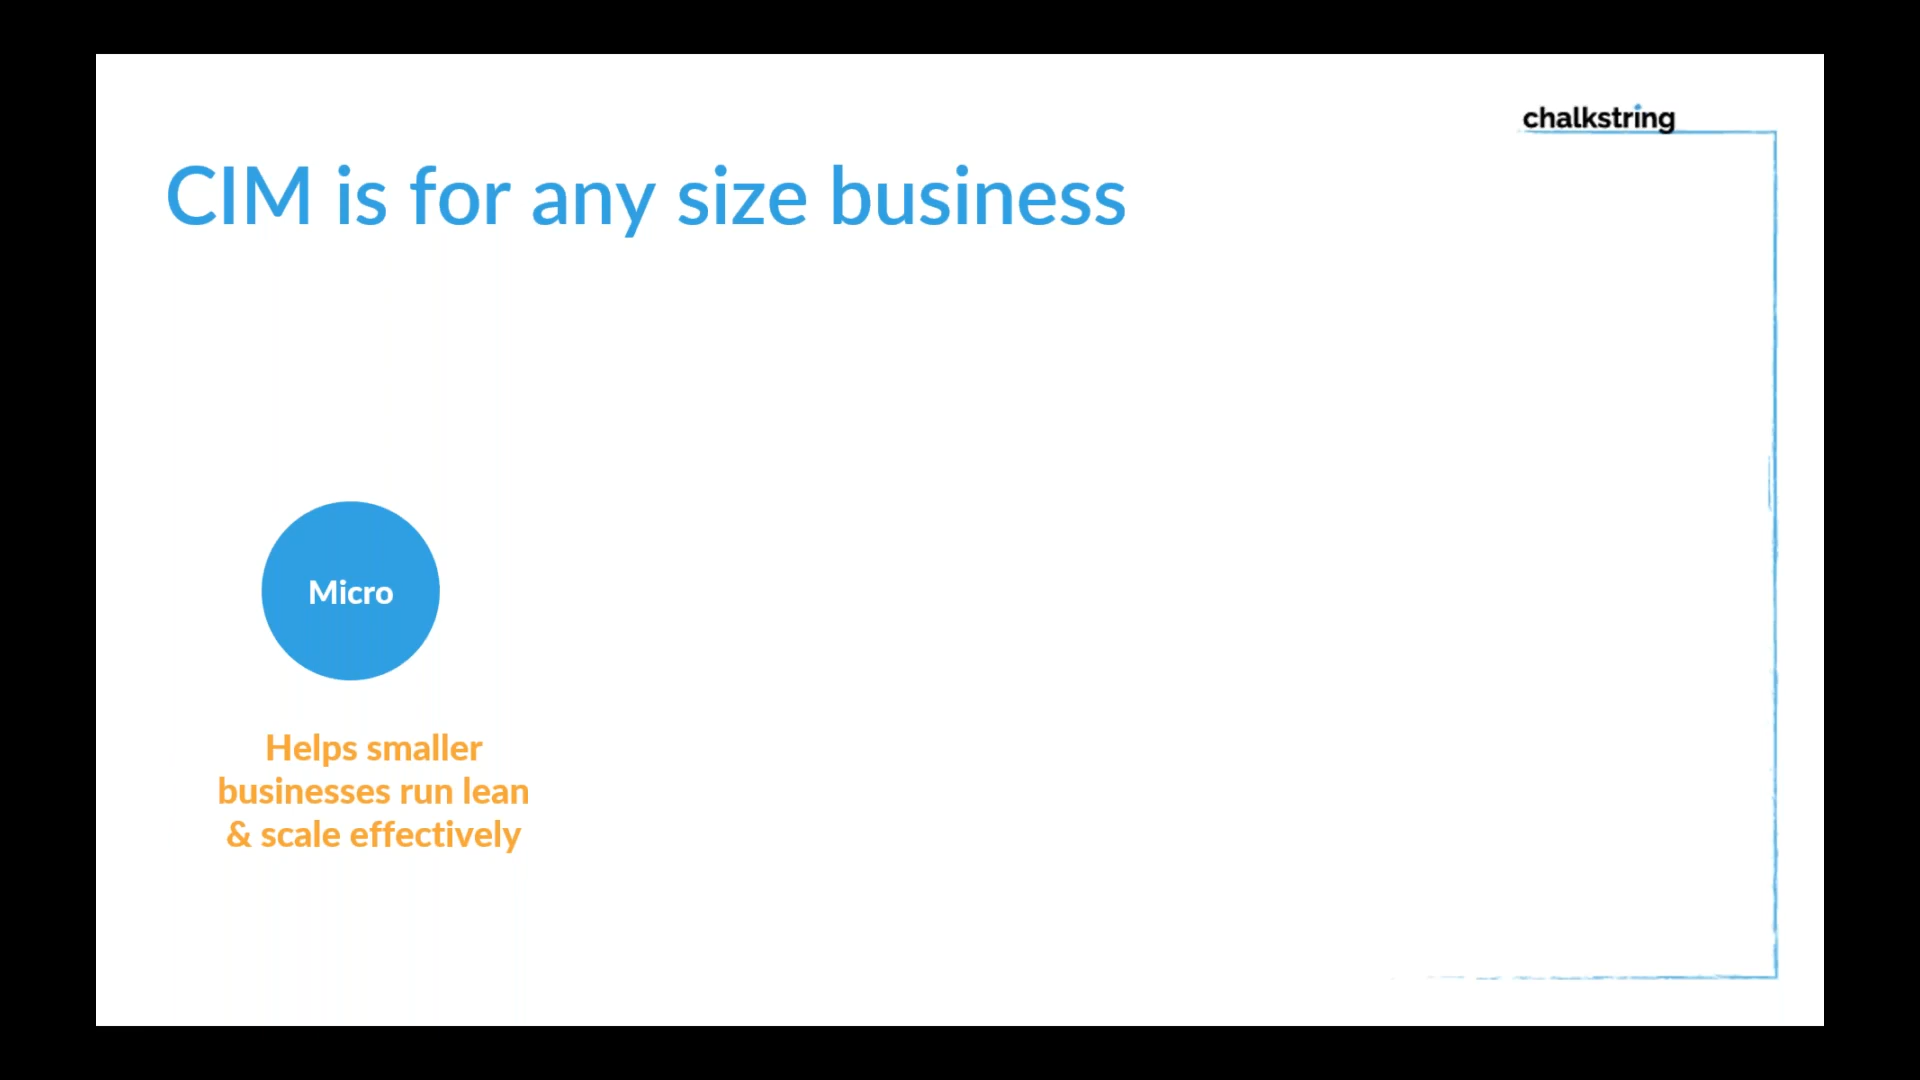 chalkstring
CIM is for any size business
Micro
Helps smaller
businesses run lean
& scale effectively